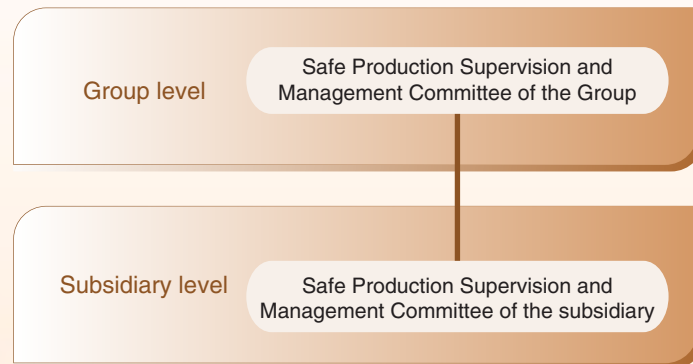 Group level
Safe Production Supervision and
Management Committee of the Group
Subsidiary level
Safe Production Supervision and
Management Committee of the subsidiary